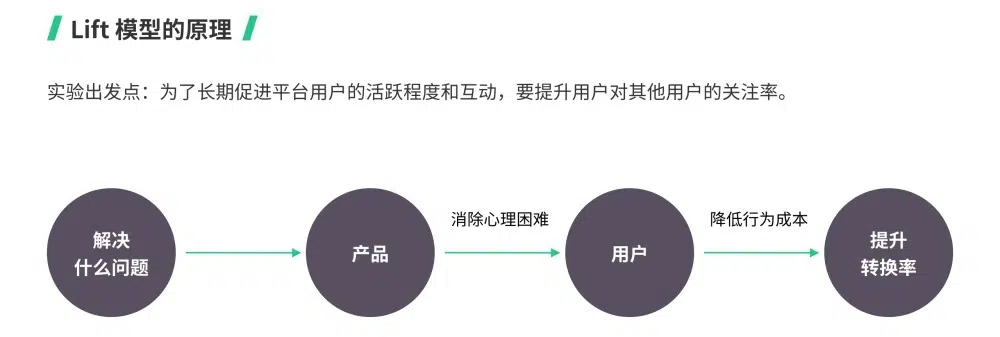 Lift 模型的原理
实验出发点：为了长期促进平台用户的活跃程度和互动，要提升用户对其他用户的关注率。
解决
什么问题
产品
消除心理困难
用户
降低行为成本
提升
转换率